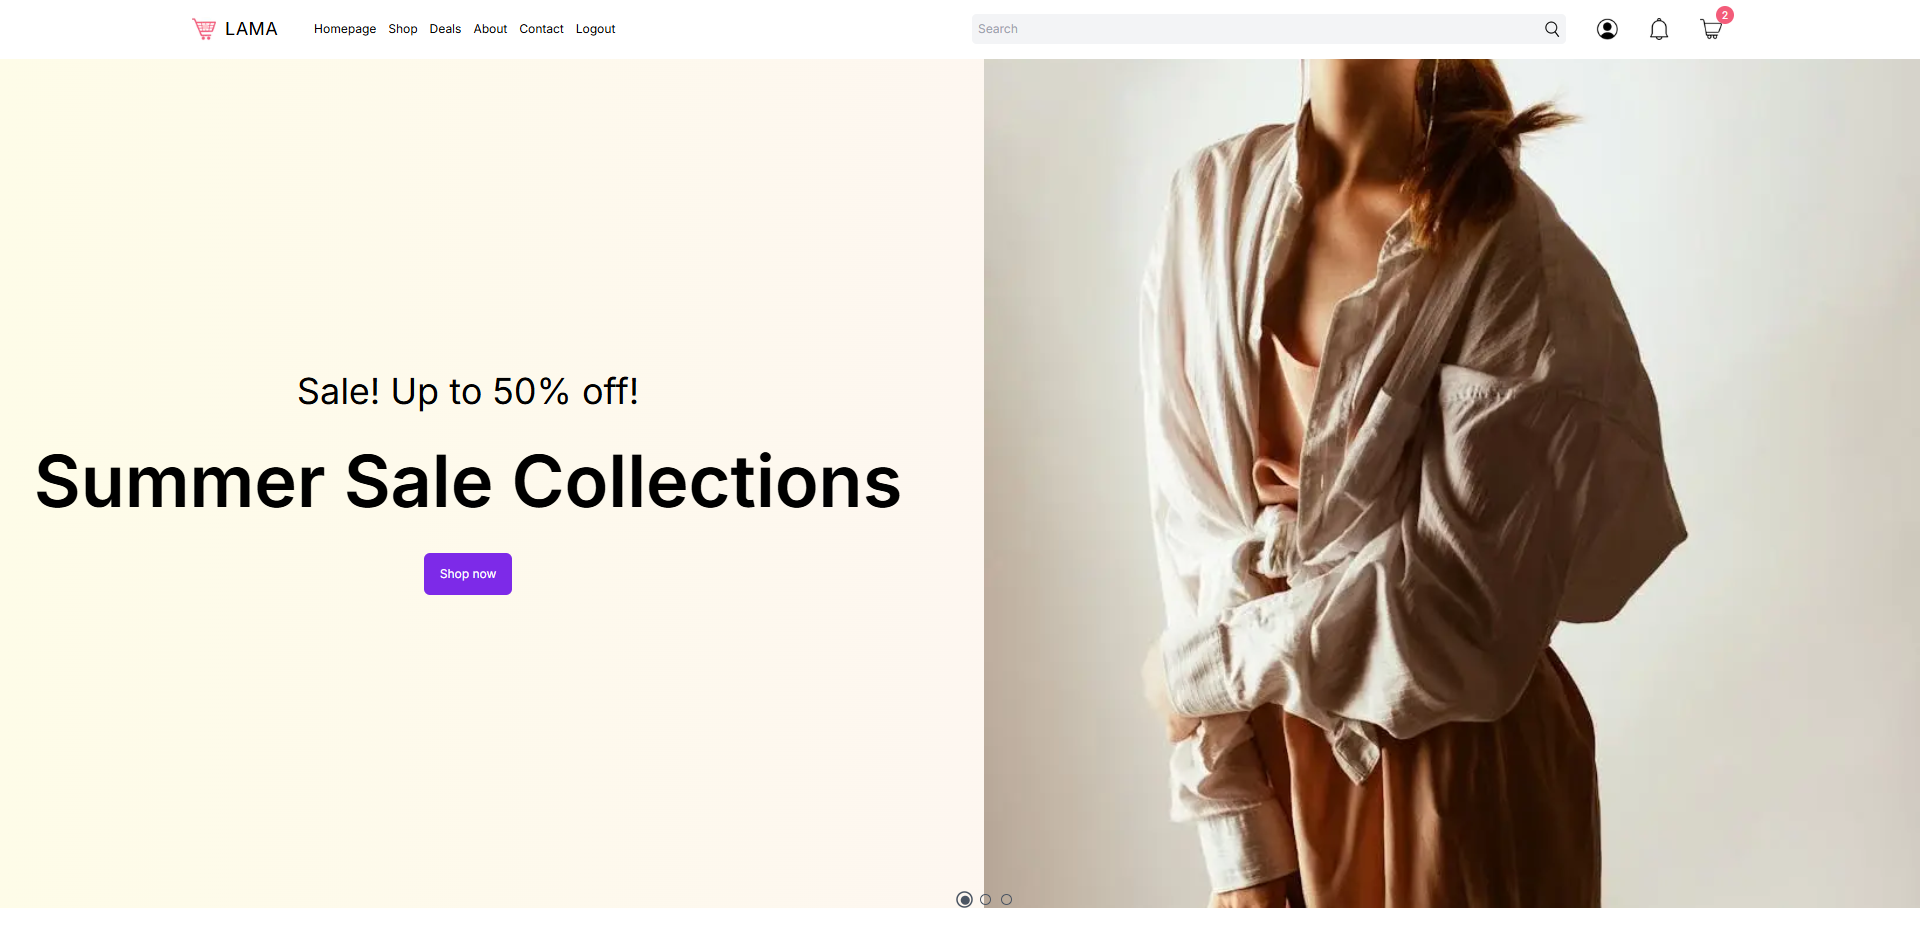 LAMA Homepage Shop Deals About Contact Logout Search 2
Sale! Up to 50% off!
Summer Sale Collections
Shop now